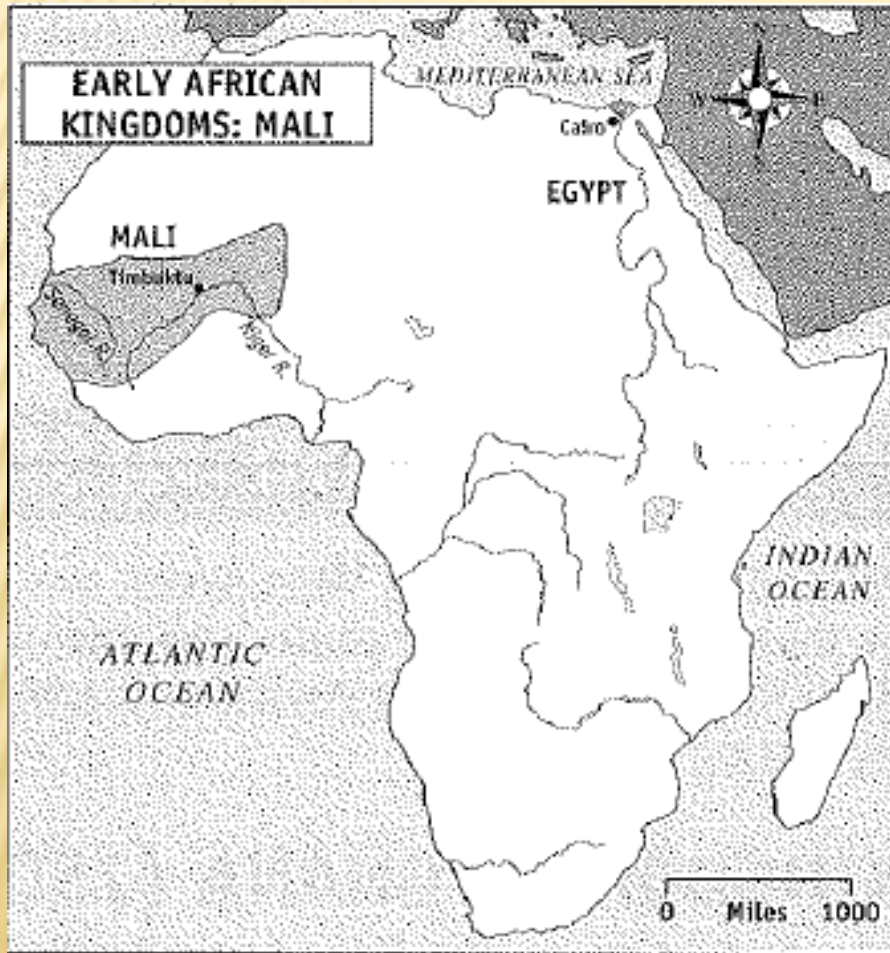 EARLY AFRICAN
KINGDOMS: MALI
MEDITERRANEAN SEA
N
W
E
S
Cairo
EGYPT
MALI
Timbuktu
Senegal R.
Niger R.
INDIAN
OCEAN
ATLANTIC
OCEAN
0 Miles 1000